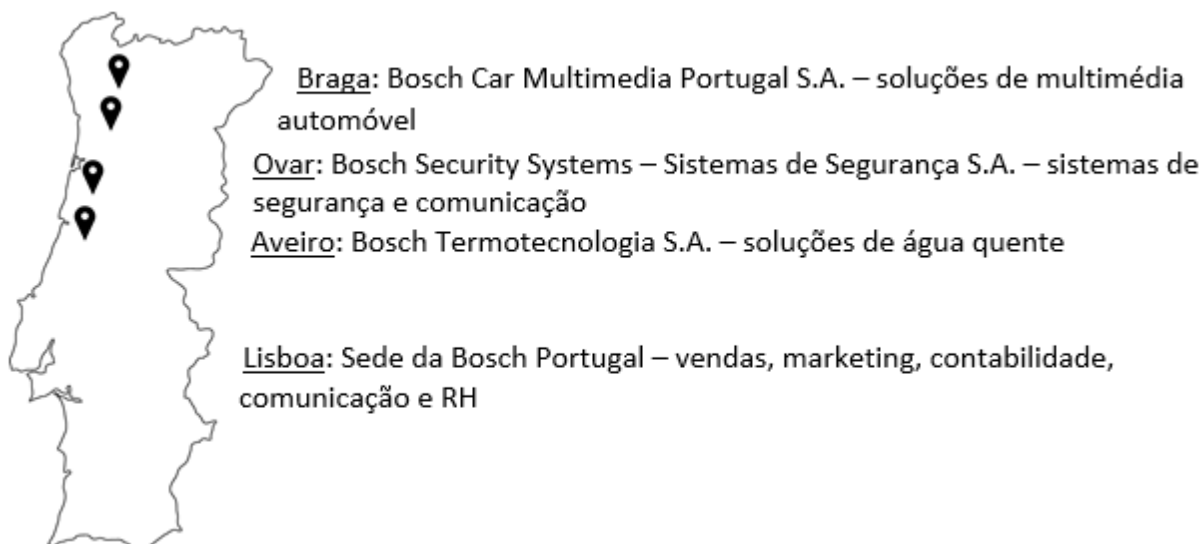 Braga: Bosch Car Multimedia Portugal S.A. – soluções de multimédia
automóvel
Ovar: Bosch Security Systems – Sistemas de Segurança S.A. – sistemas de
segurança e comunicação
Aveiro: Bosch Termotecnologia S.A. – soluções de água quente
Lisboa: Sede da Bosch Portugal – vendas, marketing, contabilidade,
comunicação e RH